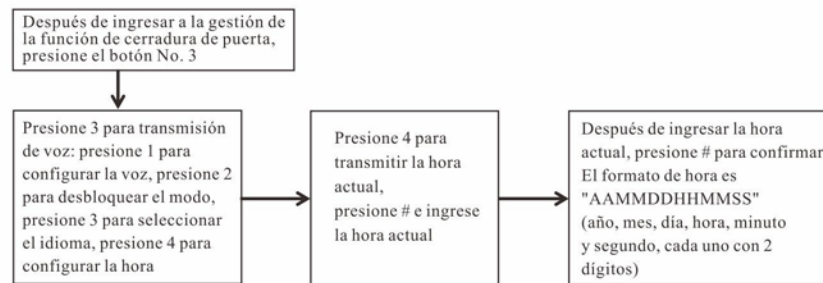 Después de ingresar a la gestión de
la función de cerradura de puerta,
presione el botón No. 3
Presione 3 para transmisión
de voz: presione 1 para
configurar la voz, presione 2
para desbloquear el modo,
presione 3 para seleccionar
el idioma, presione 4 para
configurar la hora
Presione 4 para
transmitir la hora
actual,
presione # e ingrese
la hora actual
Después de ingresar la hora
actual, presione # para confirmar
El formato de hora es
"AAMMDDHHMMSS"
(año, mes, día, hora, minuto
y segundo, cada uno con 2
dígitos)